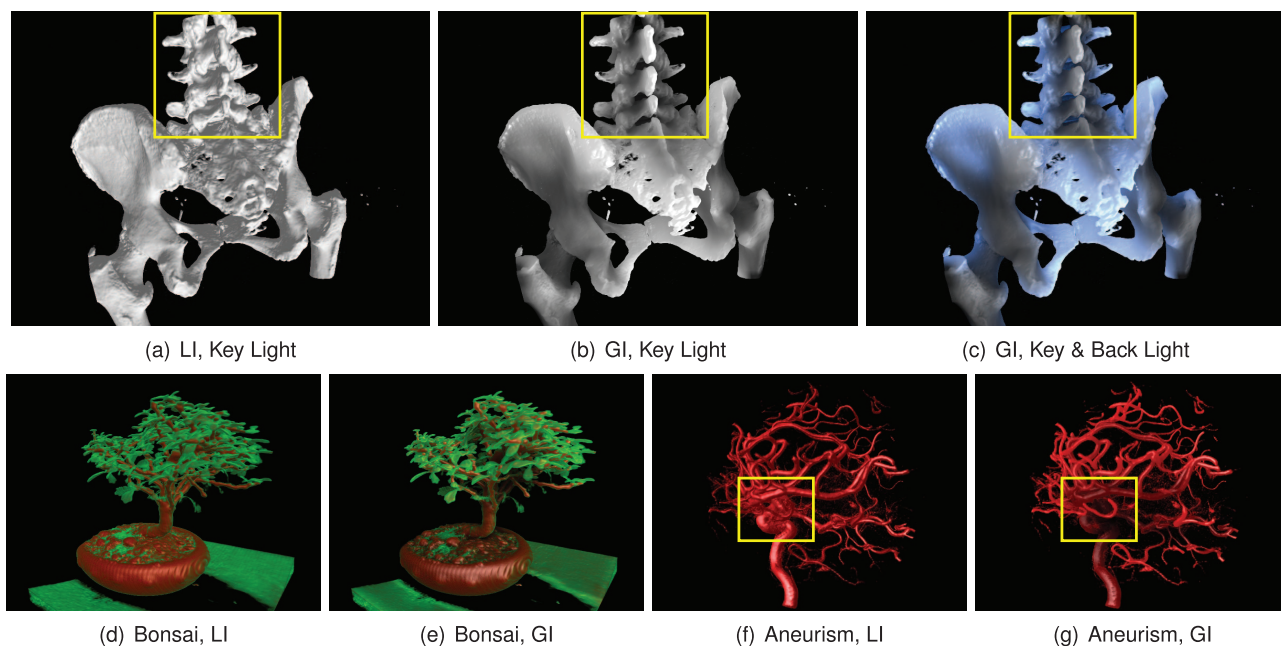 (a) LI, Key Light
(b) GI, Key Light
(c) GI, Key & Back Light
(d) Bonsai, LI
(e) Bonsai, GI
(f) Aneurism, LI
(g) Aneurism, GI